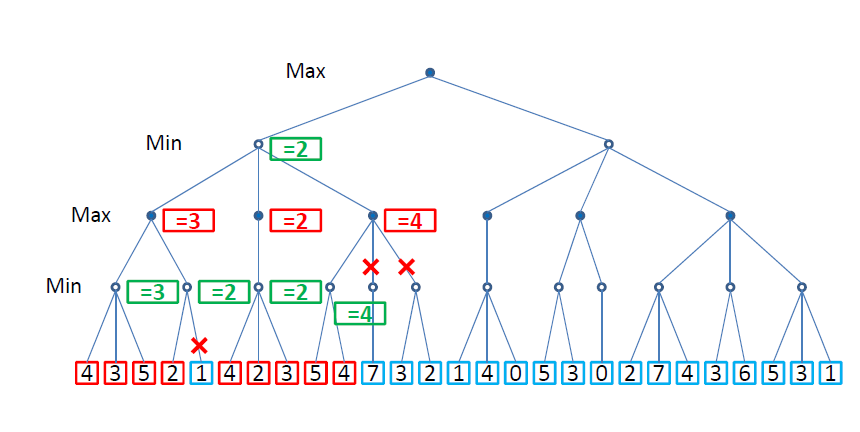 Max
Min =2
Max =3 =2 =4
Min =3 =2 =2
=4
4 3 5 2 1 4 2 3 5 4 7 3 2 1 4 0 5 3 0 2 7 4 3 6 5 3 1